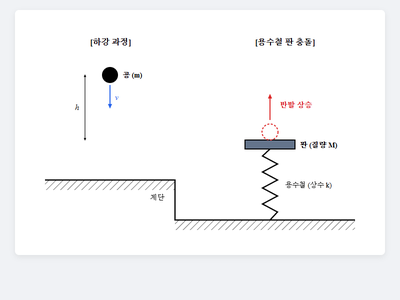 [하강 과정]
[용수철 판 충돌]
공 (m)
v
h
반발 상승
판 (질량 M)
용수철 (상수 k)
계단